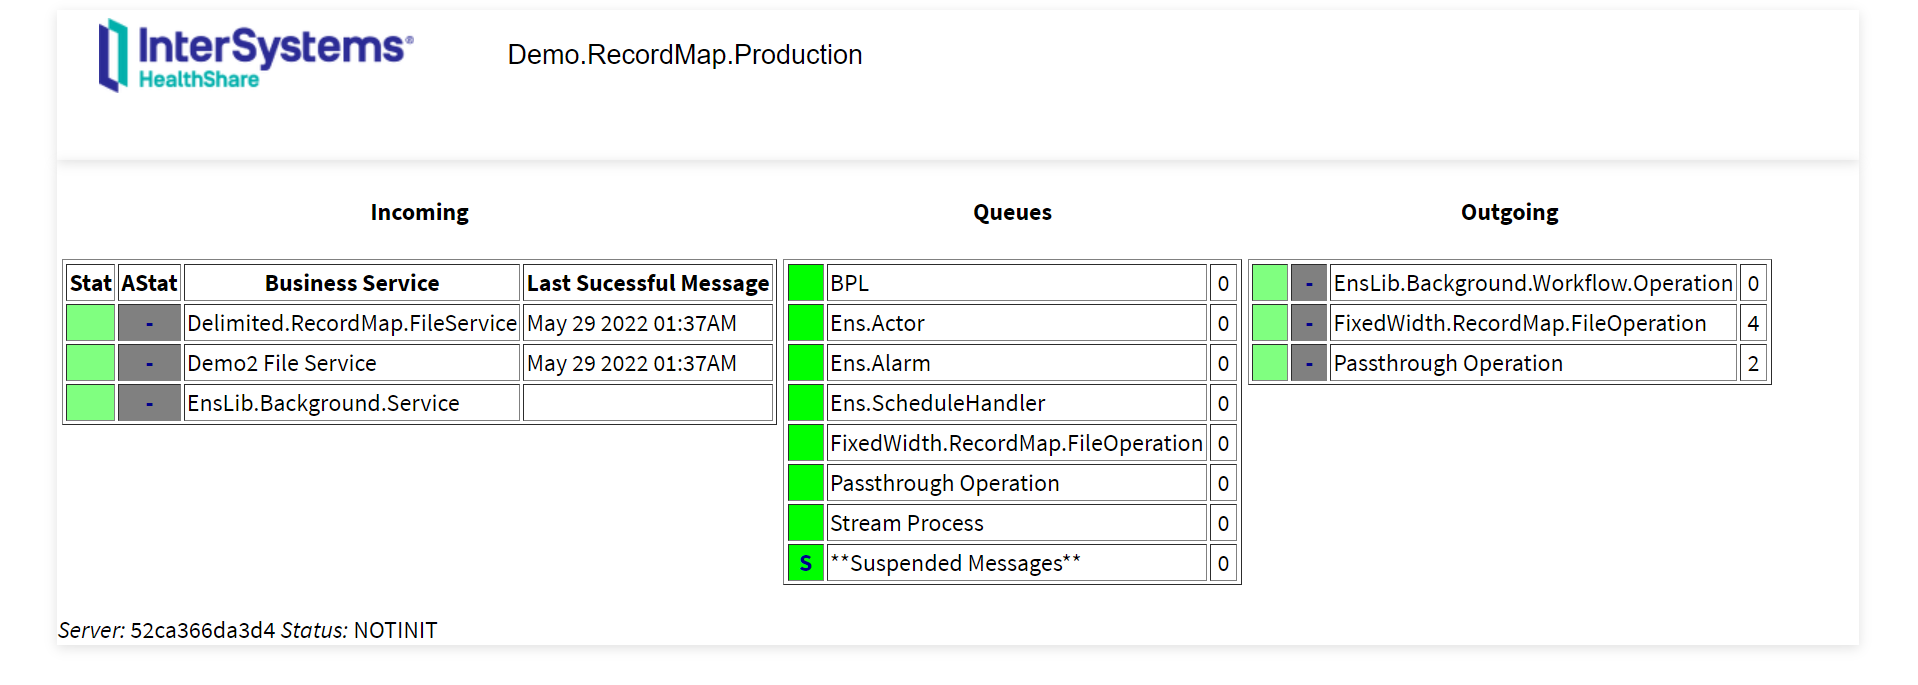 InterSystems®
HealthShare
Demo.RecordMap.Production
Incoming
Queues
Outgoing
Stat AStat Business Service Last Sucessful Message
- Delimited.RecordMap.FileService May 29 2022 01:37AM
- Demo2 File Service May 29 2022 01:37AM
- EnsLib.Background.Service
BPL 0
Ens.Actor 0
Ens.Alarm 0
Ens.ScheduleHandler 0
FixedWidth.RecordMap.FileOperation 0
Passthrough Operation 0
Stream Process 0
S **Suspended Messages** 0
- EnsLib.Background.Workflow.Operation 0
- FixedWidth.RecordMap.FileOperation 4
- Passthrough Operation 2
Server: 52ca366da3d4 Status: NOTINIT